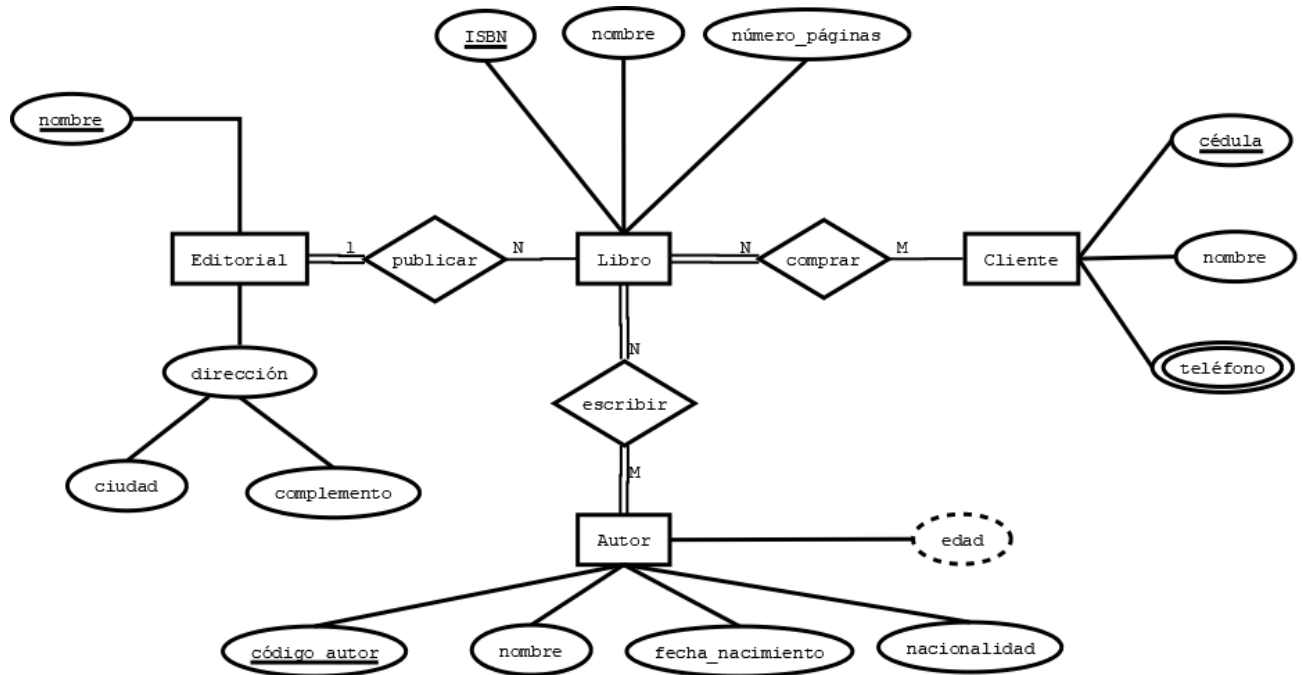 ISBN
nombre
número_páginas
nombre
cédula
Editorial
1
publicar
N
Libro
N
comprar
M
Cliente
nombre
dirección
teléfono
N
escribir
ciudad
complemento
M
Autor
edad
código_autor
nombre
fecha_nacimiento
nacionalidad